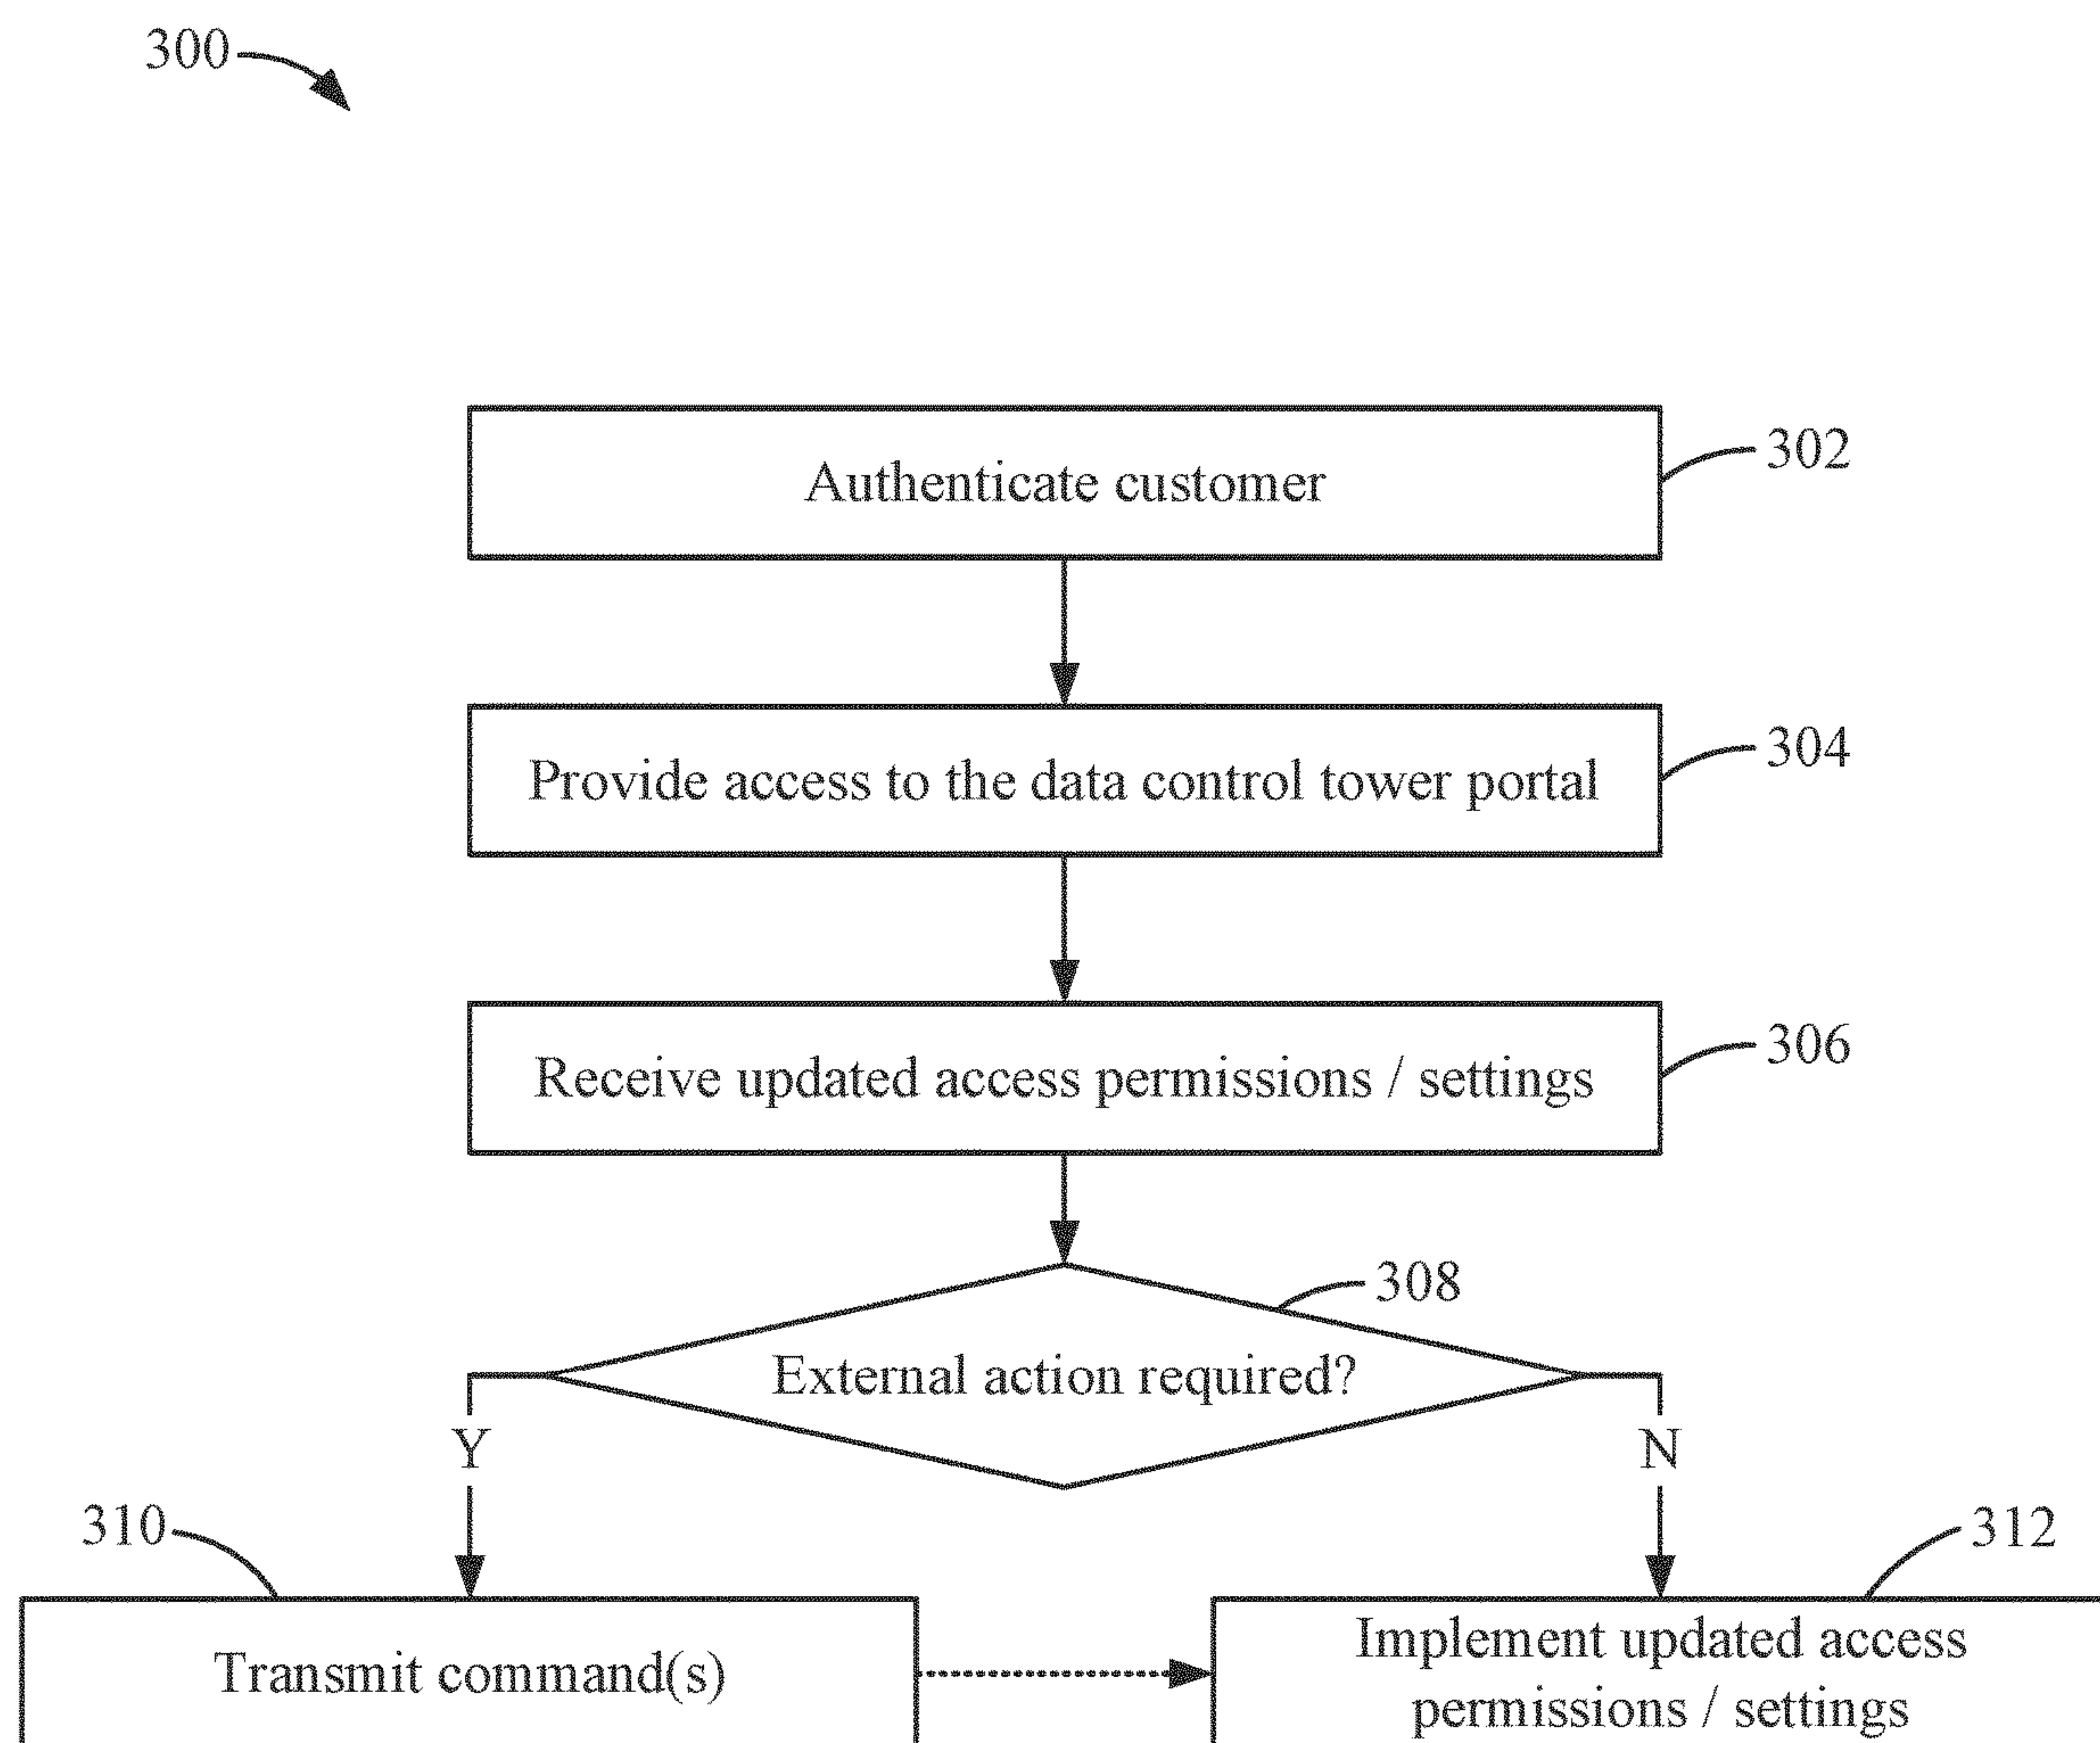 300
Authenticate customer
302
Provide access to the data control tower portal
304
Receive updated access permissions / settings
306
308
External action required?
Y
N
310
312
Transmit command(s)
Implement updated access
permissions / settings